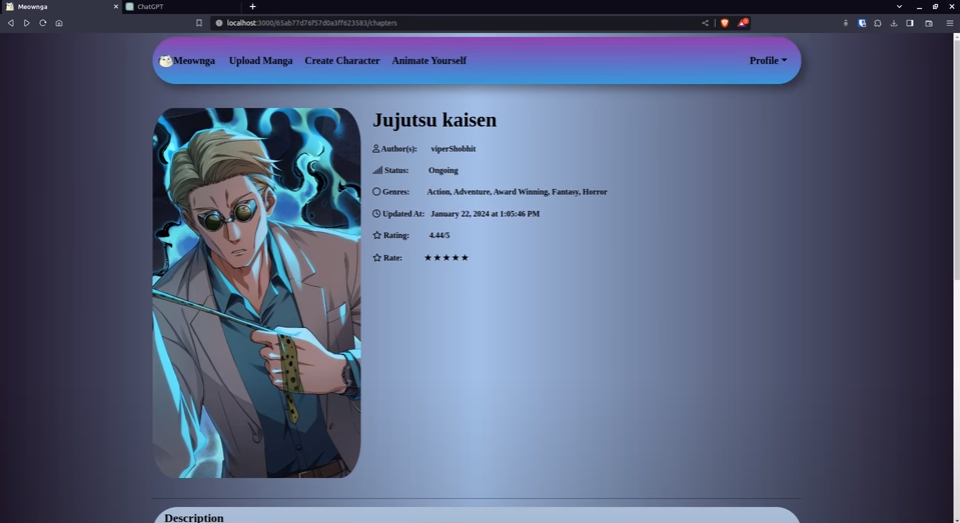 Meownga
ChatGPT
localhost:3000/65ab77d76f57d0a3ff623583/chapters
Meownga Upload Manga Create Character Animate Yourself Profile
Jujutsu kaisen
Author(s): viperShobhit
Status: Ongoing
Genres: Action, Adventure, Award Winning, Fantasy, Horror
Updated At: January 22, 2024 at 1:05:46 PM
Rating: 4.44/5
Rate: ★★★★★
Description